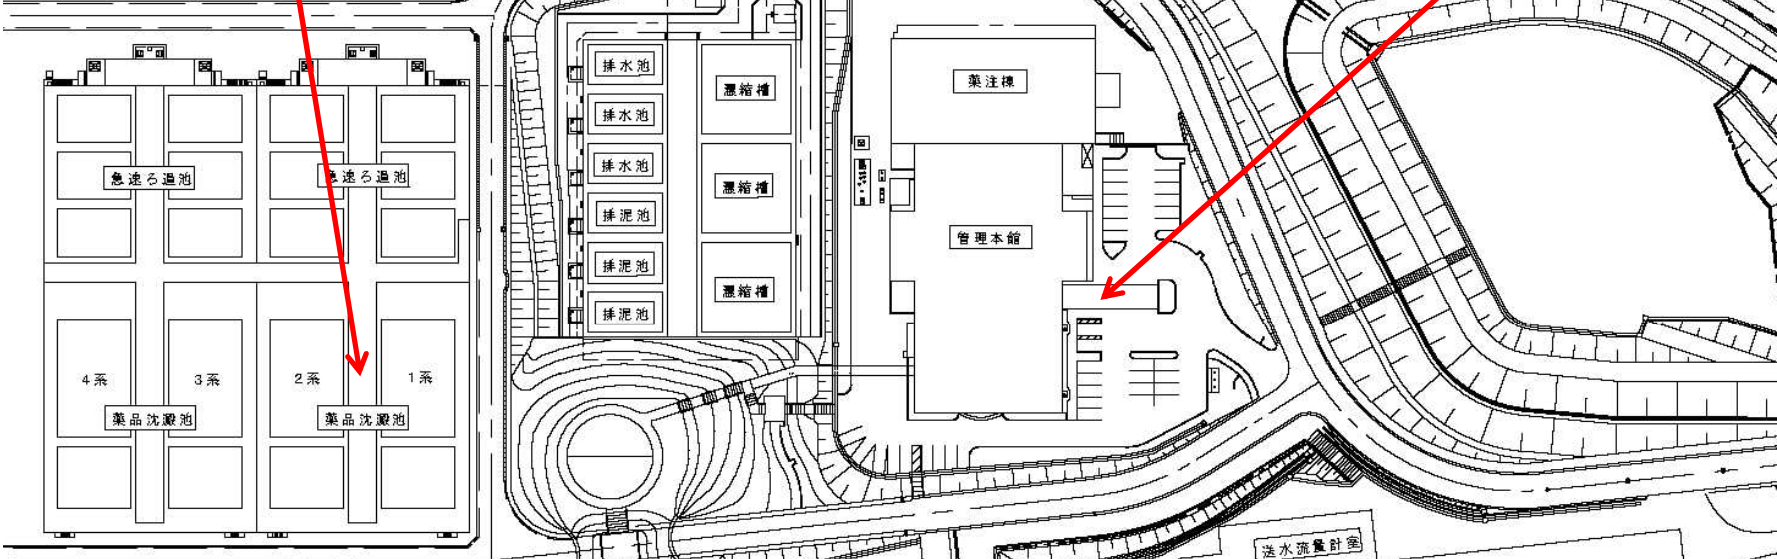 排水池
排水池
排水池
排泥池
排泥池
排泥池
濃縮槽
濃縮槽
濃縮槽
薬注棟
管理本館
急速ろ過池
急速ろ過池
4系
3系
2系
1系
薬品沈澱池
薬品沈澱池
送水流量計室